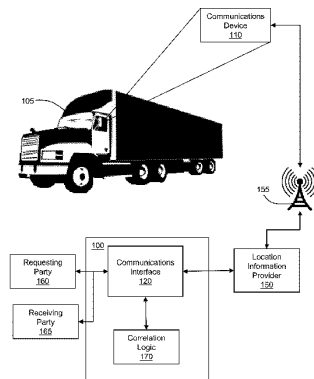 Communications
Device
110
105
155
100
Requesting
Party
160
Communications
Interface
120
Location
Information
Provider
150
Receiving
Party
165
Correlation
Logic
170